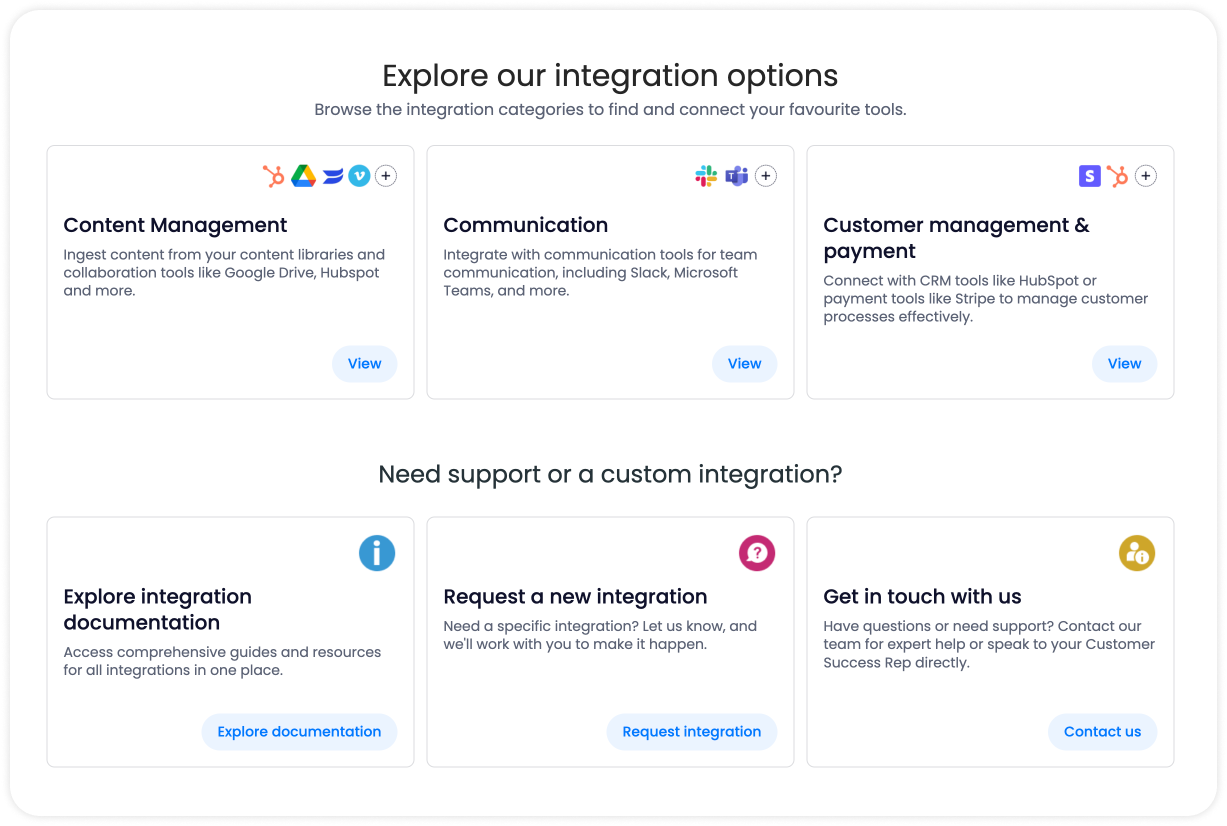 Explore our integration options
Browse the integration categories to find and connect your favourite tools.
Content Management
Ingest content from your content libraries and
collaboration tools like Google Drive, Hubspot
and more.
View
Communication
Integrate with communication tools for team
communication, including Slack, Microsoft
Teams, and more.
View
Customer management &
payment
Connect with CRM tools like HubSpot or
payment tools like Stripe to manage customer
processes effectively.
View
Need support or a custom integration?
Explore integration
documentation
Access comprehensive guides and resources
for all integrations in one place.
Explore documentation
Request a new integration
Need a specific integration? Let us know, and
we'll work with you to make it happen.
Request integration
Get in touch with us
Have questions or need support? Contact our
team for expert help or speak to your Customer
Success Rep directly.
Contact us